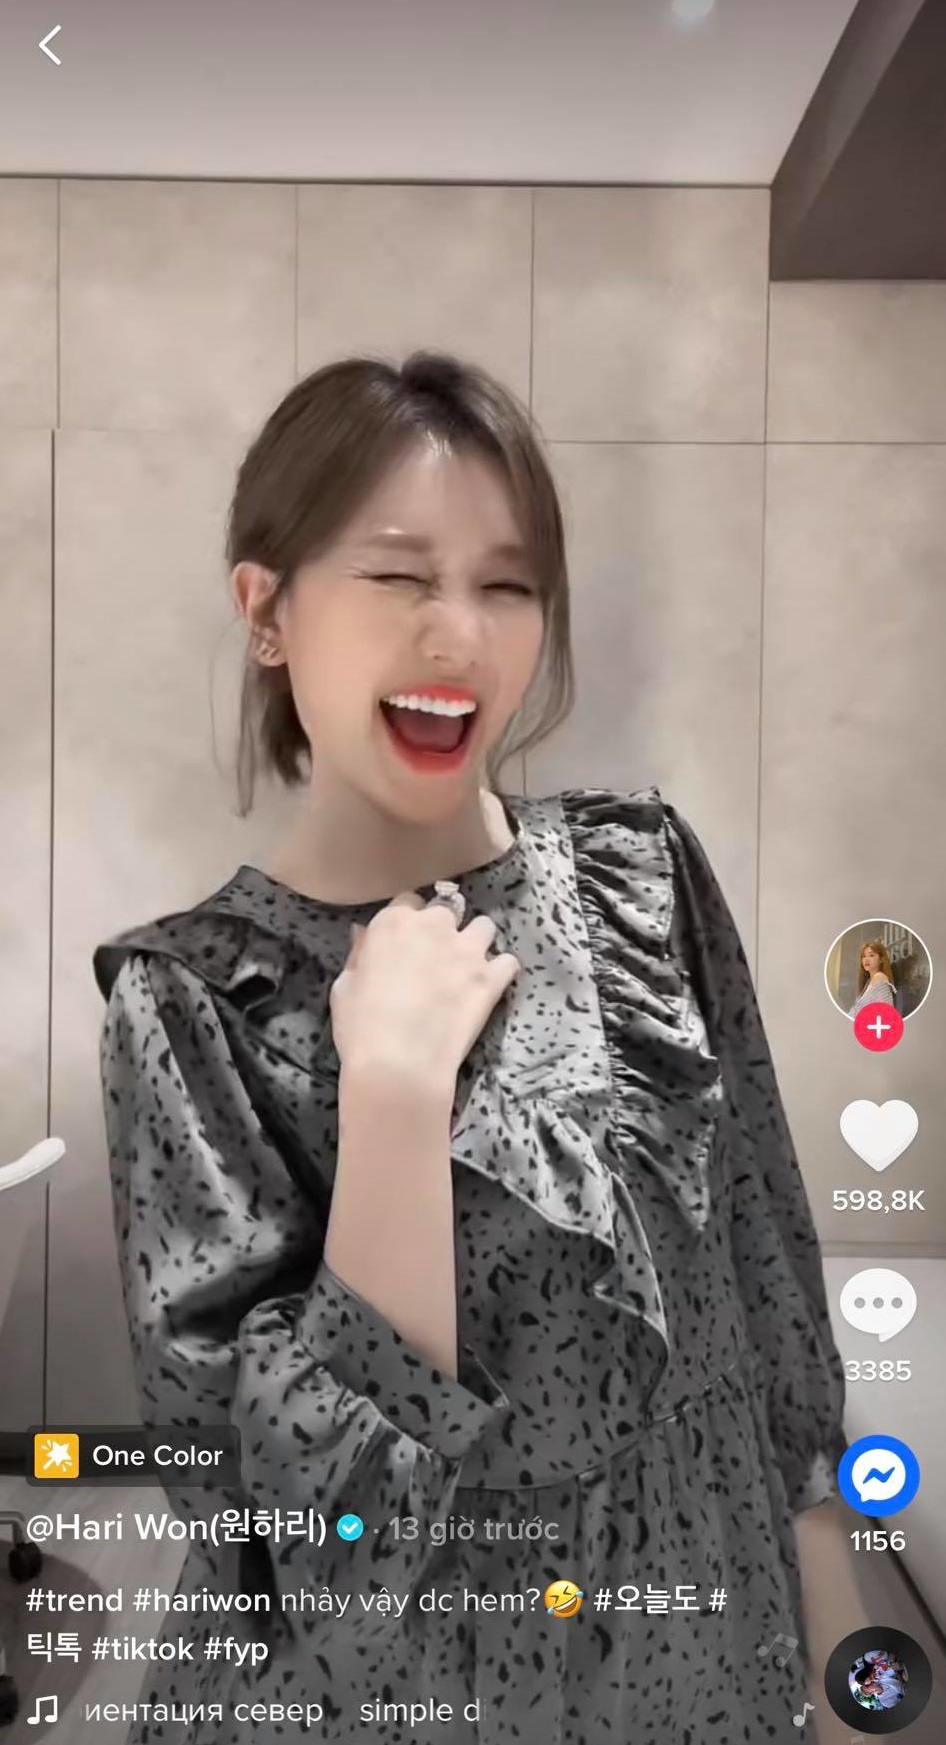 598,8K
3385
1156
One Color
@Hari Won(원하리) · 13 giờ trước
#trend #hariwon nhảy vậy dc hem?🤣 #오늘도 #
틱톡 #tiktok #fyp
иентация север simple d